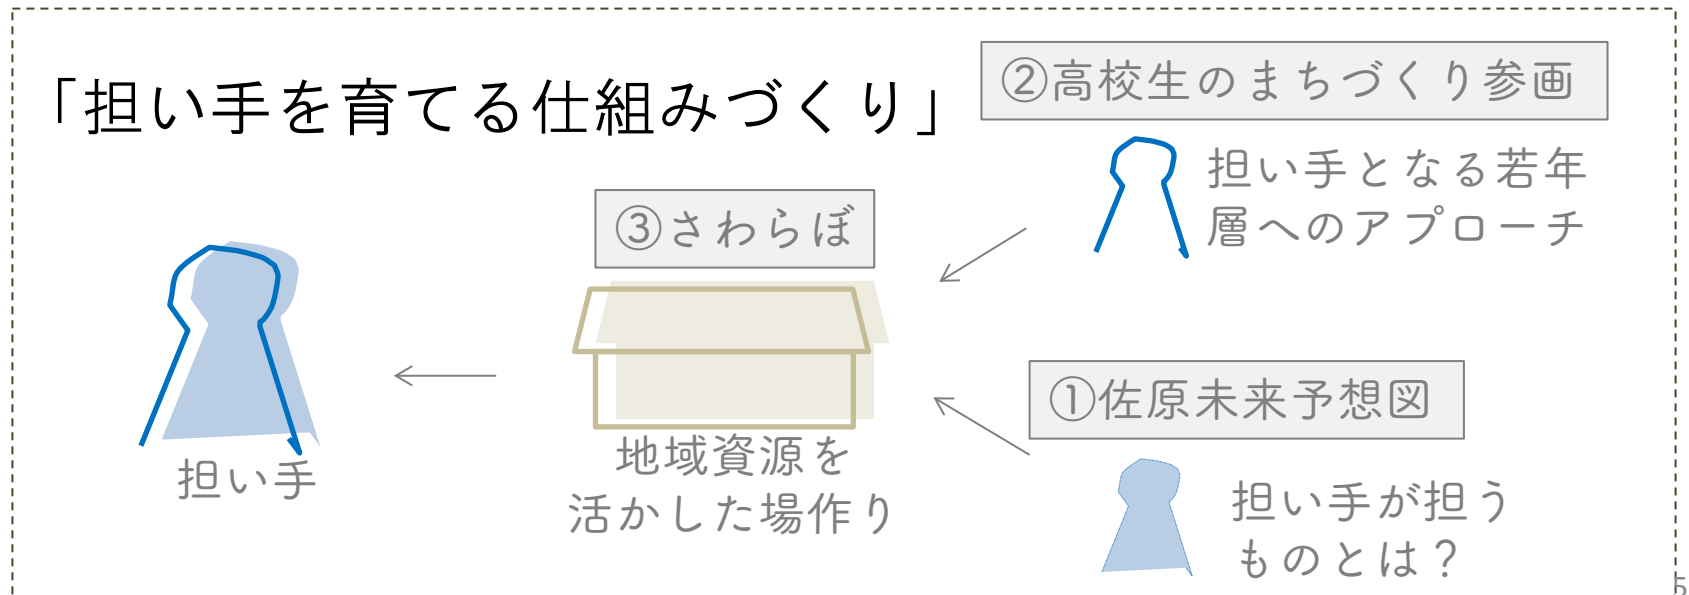 「担い手を育てる仕組みづくり」
②高校生のまちづくり参画
担い手となる若年
層へのアプローチ
③さわらぼ
地域資源を
活かした場作り
担い手
①佐原未来予想図
担い手が担う
ものとは？
5